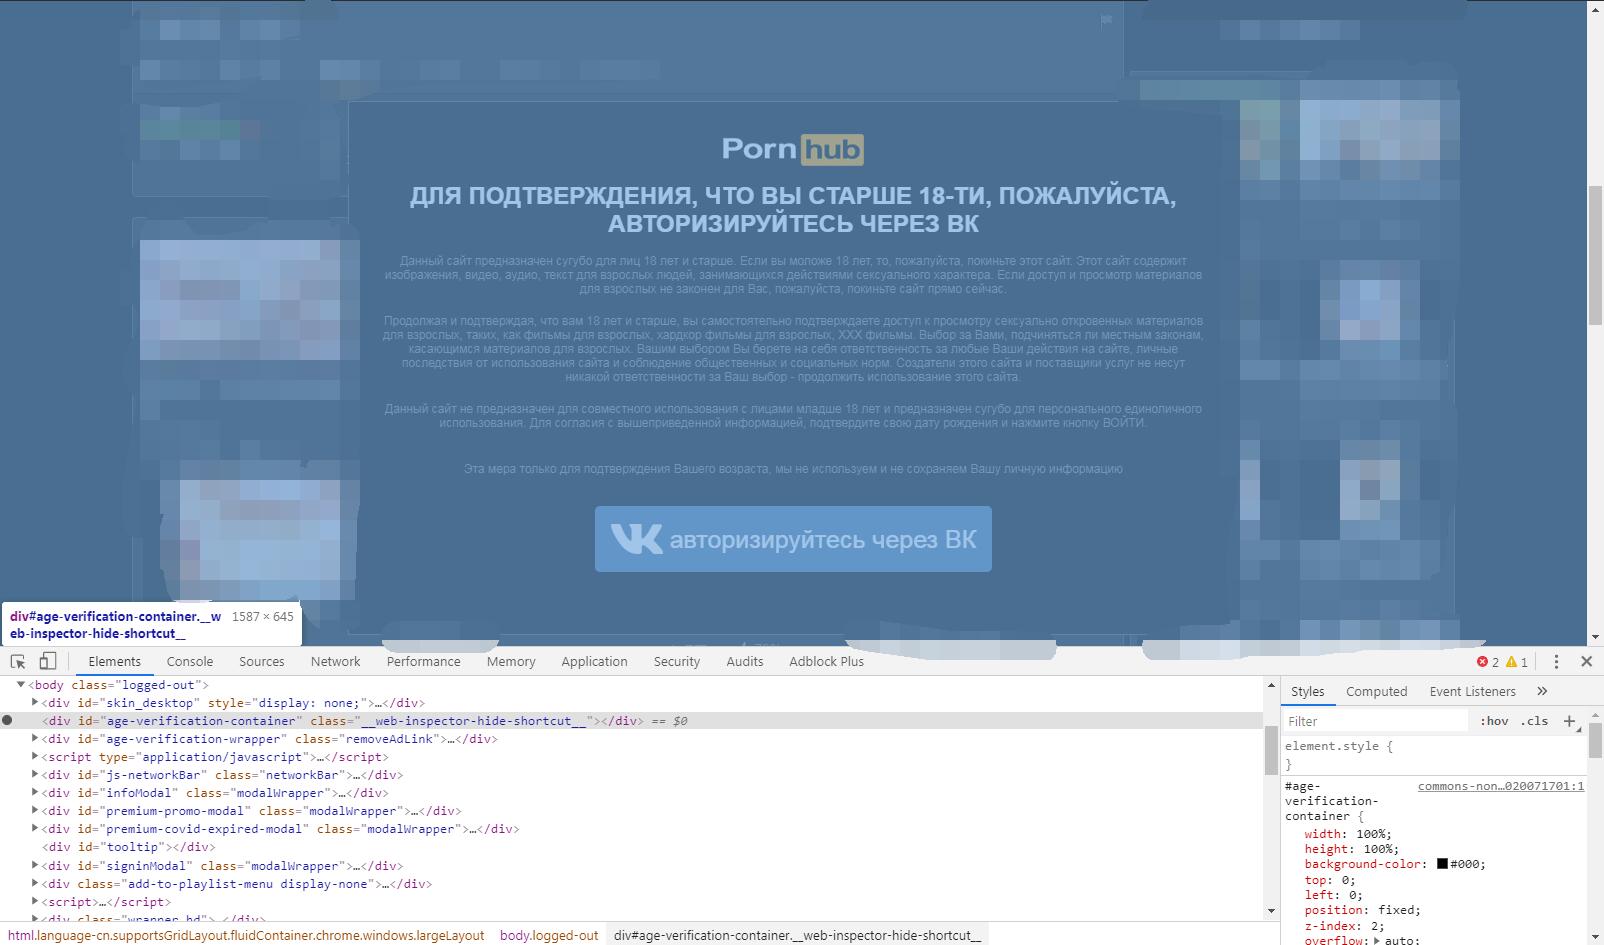 Pornhub
ДЛЯ ПОДТВЕРЖДЕНИЯ, ЧТО ВЫ СТАРШЕ 18-ТИ, ПОЖАЛУЙСТА,
АВТОРИЗИРУЙТЕСЬ ЧЕРЕЗ ВК
Данный сайт предназначен сугубо для лиц 18 лет и старше. Если вы моложе 18 лет, то, пожалуйста, покиньте этот сайт. Этот сайт содержит
изображения, видео, аудио, текст для взрослых людей, занимающихся действиями сексуального характера. Если доступ и просмотр материалов
для взрослых не законен для Вас, пожалуйста, покиньте сайт прямо сейчас.
Продолжая и подтверждая, что вам 18 лет и старше, вы самостоятельно подтверждаете доступ к просмотру сексуально откровенных материалов
для взрослых, таких, как фильмы для взрослых, хардкор фильмы для взрослых, XXX фильмы. Выбор за Вами, подчиняться ли местным законам,
касающимся материалов для взрослых. Вашим выбором Вы берете на себя ответственность за любые Ваши действия на сайте, личные
последствия от использования сайта и соблюдение общественных и социальных норм. Создатели этого сайта и поставщики услуг не несут
никакой ответственности за Ваш выбор - продолжить использование этого сайта.
Данный сайт не предназначен для совместного использования с лицами младше 18 лет и предназначен сугубо для персонального единоличного
использования. Для согласия с вышеприведенной информацией, подтвердите свою дату рождения и нажмите кнопку ВОЙТИ.
Эта мера только для подтверждения Вашего возраста, мы не используем и не сохраняем Вашу личную информацию
авторизируйтесь через ВК
div#age-verification-container.__w 1587 × 645
eb-inspector-hide-shortcut__
Elements Console Sources Network Performance Memory Application Security Audits Adblock Plus 2 1
<body class="logged-out">
<div id="skin_desktop" style="display: none;">…</div>
<div id="age-verification-container" class="__web-inspector-hide-shortcut__"></div> == $0
<div id="age-verification-wrapper" class="removeAdLink">…</div>
<script type="application/javascript">…</script>
<div id="js-networkBar" class="networkBar">…</div>
<div id="infoModal" class="modalWrapper">…</div>
<div id="premium-promo-modal" class="modalWrapper">…</div>
<div id="premium-covid-expired-modal" class="modalWrapper">…</div>
<div id="tooltip"></div>
<div id="signinModal" class="modalWrapper">…</div>
<div class="add-to-playlist-menu display-none">…</div>
<script>…</script>
<div class="wrapper hd">…</div>
html.language-cn.supportsGridLayout.fluidContainer.chrome.windows.largeLayout body.logged-out div#age-verification-container.__web-inspector-hide-shortcut__
Styles Computed Event Listeners »
Filter :hov .cls +
element.style {
}
#age- commons-non…020071701:1
verification-
container {
width: 100%;
height: 100%;
background-color: #000;
top: 0;
left: 0;
position: fixed;
z-index: 2;
overflow: auto;